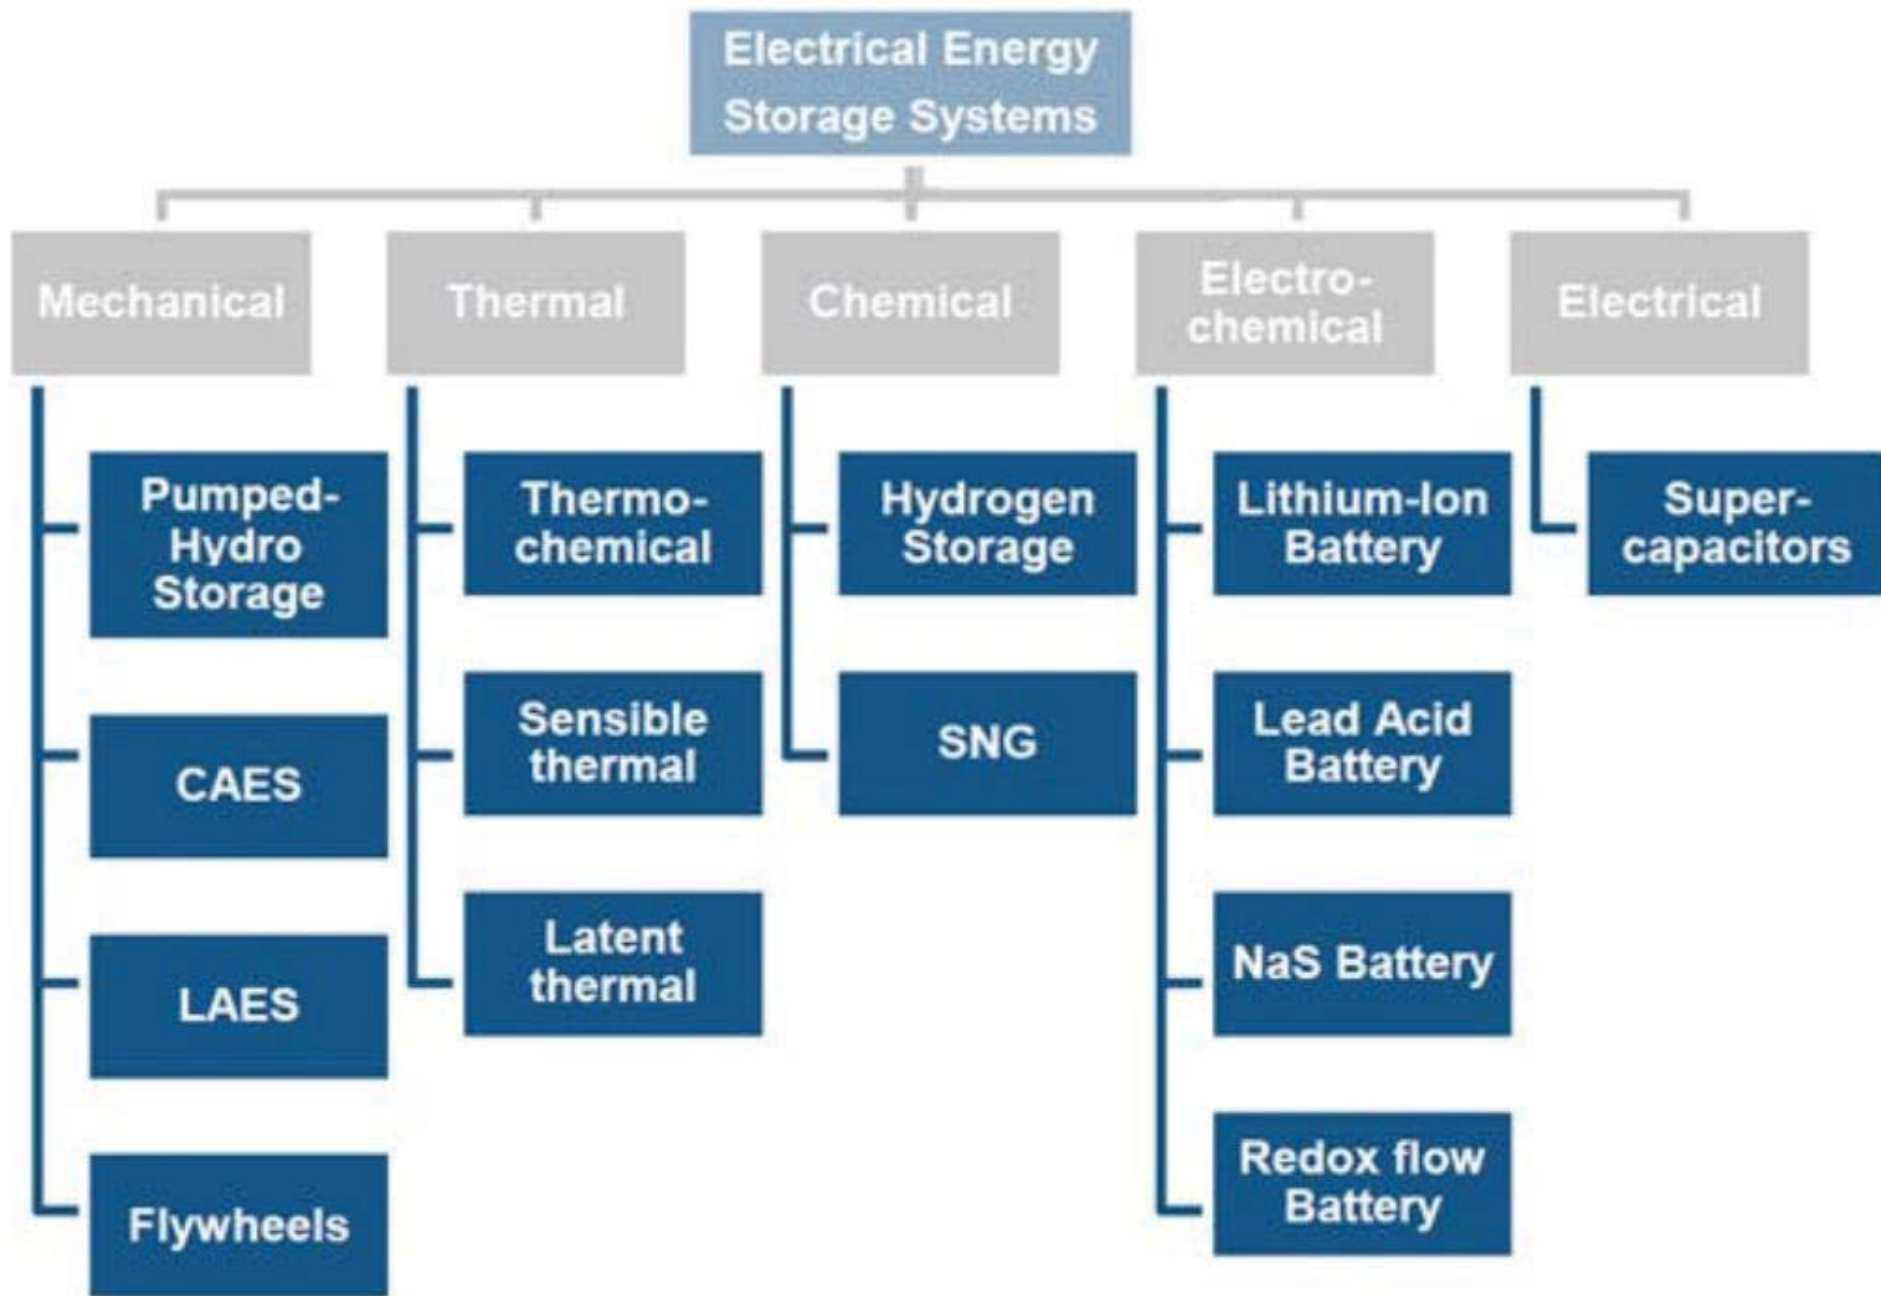 Electrical Energy
Storage Systems
Mechanical
Thermal
Chemical
Electro-
chemical
Electrical
Pumped-
Hydro
Storage
CAES
LAES
Flywheels
Thermo-
chemical
Sensible
thermal
Latent
thermal
Hydrogen
Storage
SNG
Lithium-Ion
Battery
Lead Acid
Battery
NaS Battery
Redox flow
Battery
Super-
capacitors